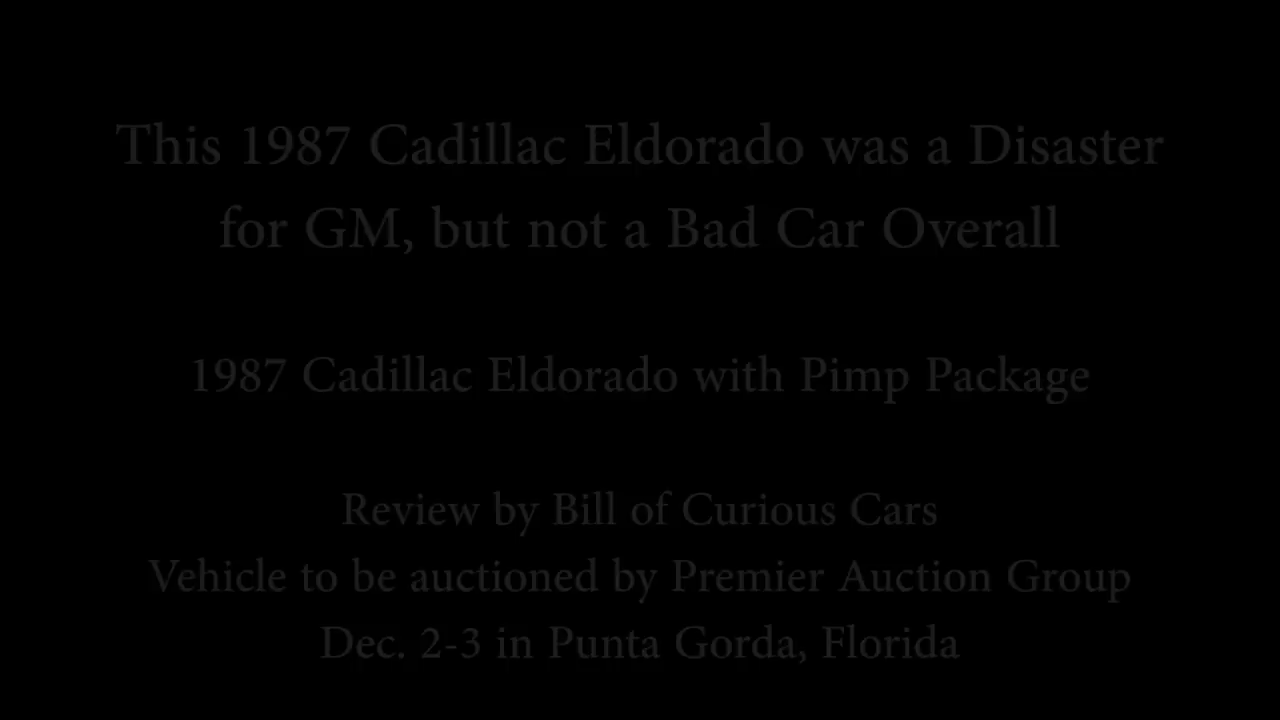 This 1987 Cadillac Eldorado was a Disaster
for GM, but not a Bad Car Overall
1987 Cadillac Eldorado with Pimp Package
Review by Bill of Curious Cars
Vehicle to be auctioned by Premier Auction Group
Dec. 2-3 in Punta Gorda, Florida